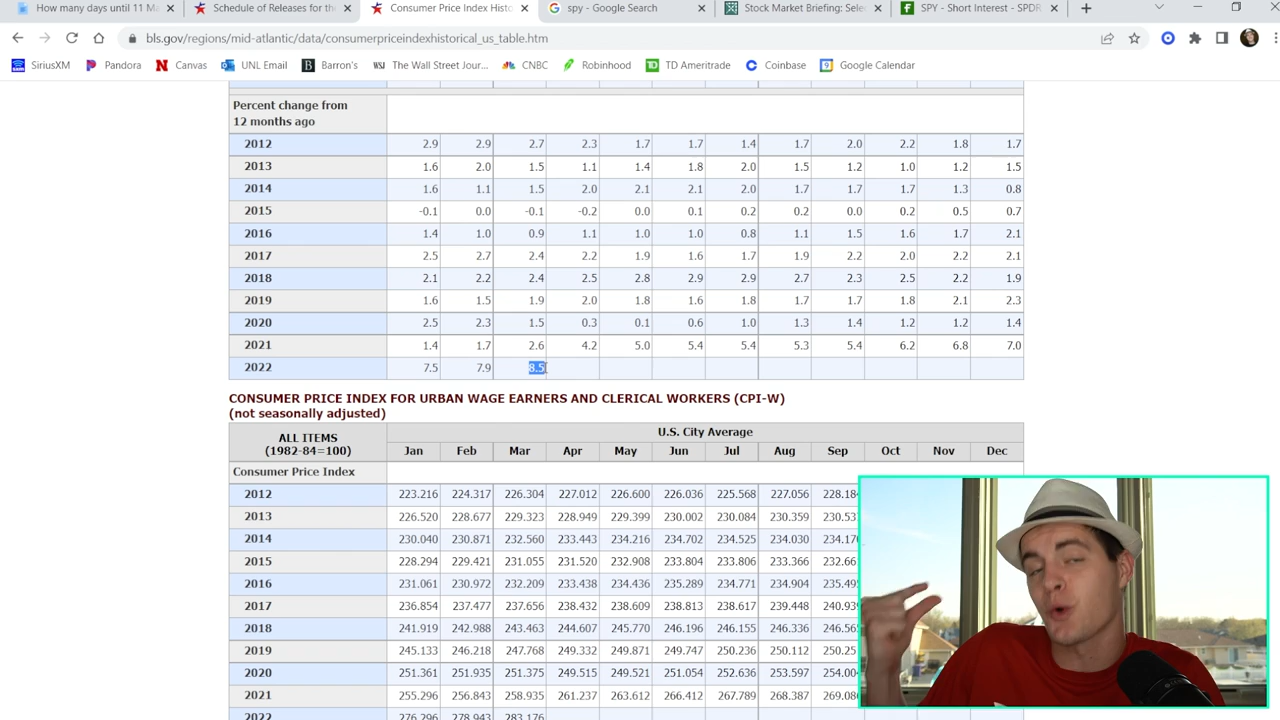 How many days until 11 Ma
Schedule of Releases for the
Consumer Price Index Histo
spy - Google Search
Stock Market Briefing: Sele
SPY - Short Interest - SPDR
bls.gov/regions/mid-atlantic/data/consumerpriceindexhistorical_us_table.htm
SiriusXM Pandora Canvas UNL Email Barron's The Wall Street Jour... CNBC Robinhood TD Ameritrade Coinbase Google Calendar
Percent change from
12 months ago
2012 2.9 2.9 2.7 2.3 1.7 1.7 1.4 1.7 2.0 2.2 1.8 1.7
2013 1.6 2.0 1.5 1.1 1.4 1.8 2.0 1.5 1.2 1.0 1.2 1.5
2014 1.6 1.1 1.5 2.0 2.1 2.1 2.0 1.7 1.7 1.7 1.3 0.8
2015 -0.1 0.0 -0.1 -0.2 0.0 0.1 0.2 0.2 0.0 0.2 0.5 0.7
2016 1.4 1.0 0.9 1.1 1.0 1.0 0.8 1.1 1.5 1.6 1.7 2.1
2017 2.5 2.7 2.4 2.2 1.9 1.6 1.7 1.9 2.2 2.0 2.2 2.1
2018 2.1 2.2 2.4 2.5 2.8 2.9 2.9 2.7 2.3 2.5 2.2 1.9
2019 1.6 1.5 1.9 2.0 1.8 1.6 1.8 1.7 1.7 1.8 2.1 2.3
2020 2.5 2.3 1.5 0.3 0.1 0.6 1.0 1.3 1.4 1.2 1.2 1.4
2021 1.4 1.7 2.6 4.2 5.0 5.4 5.4 5.3 5.4 6.2 6.8 7.0
2022 7.5 7.9 8.5
CONSUMER PRICE INDEX FOR URBAN WAGE EARNERS AND CLERICAL WORKERS (CPI-W)
(not seasonally adjusted)
ALL ITEMS
(1982-84=100)
U.S. City Average
Jan Feb Mar Apr May Jun Jul Aug Sep Oct Nov Dec
Consumer Price Index
2012 223.216 224.317 226.304 227.012 226.600 226.036 225.568 227.056 228.184
2013 226.520 228.677 229.323 228.949 229.399 230.002 230.084 230.359 230.537
2014 230.040 230.871 232.560 233.443 234.216 234.702 234.525 234.030 234.170
2015 228.294 229.421 231.055 231.520 232.908 233.804 233.806 233.366 232.66
2016 231.061 230.972 232.209 233.438 234.436 235.289 234.771 234.904 235.495
2017 236.854 237.477 237.656 238.432 238.609 238.813 238.617 239.448 240.939
2018 241.919 242.988 243.463 244.607 245.770 246.196 246.155 246.336 246.565
2019 245.133 246.218 247.768 249.332 249.871 249.747 250.236 250.112 250.25
2020 251.361 251.935 251.375 249.515 249.521 251.054 252.636 253.597 254.004
2021 255.296 256.843 258.935 261.237 263.612 266.412 267.789 268.387 269.086
2022 276.296 278.943 283.176